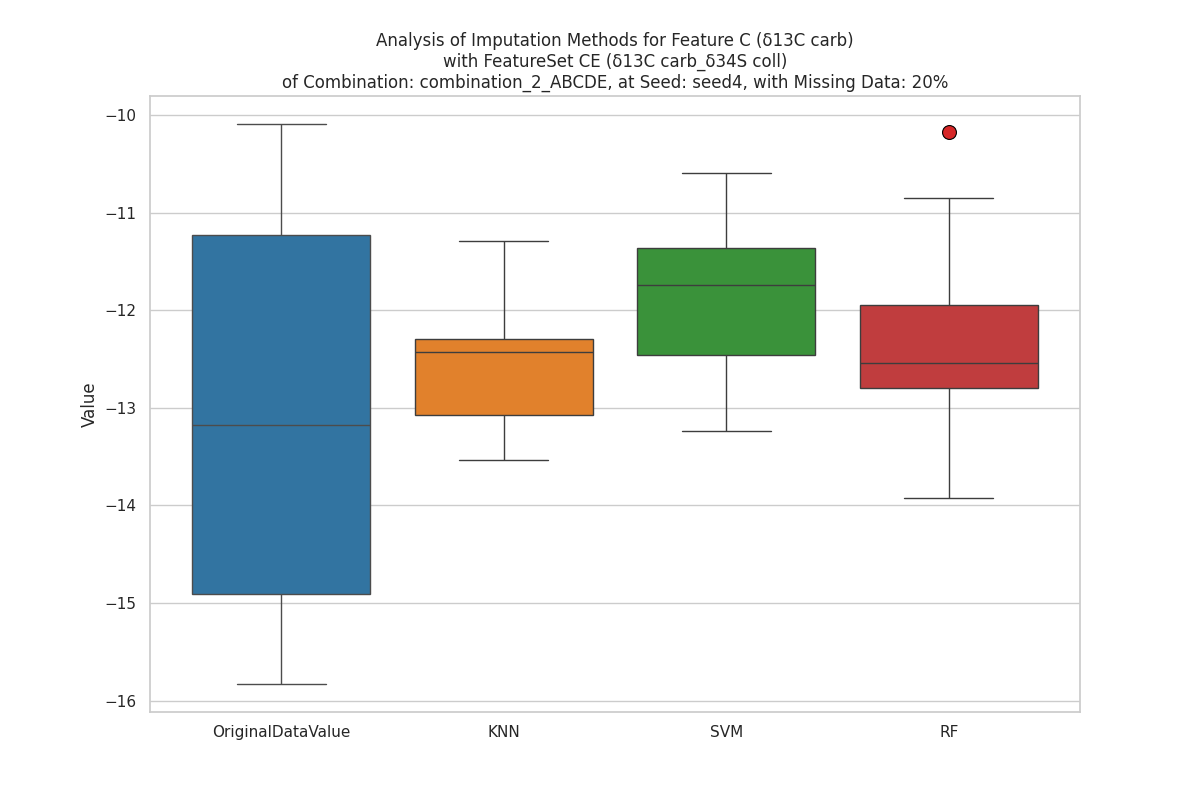 Analysis of Imputation Methods for Feature C (δ13C carb)
with FeatureSet CE (δ13C carb_δ34S coll)
of Combination: combination_2_ABCDE, at Seed: seed4, with Missing Data: 20%
−10
−11
−12
−13
−14
−15
−16
Value
OriginalDataValue
KNN
SVM
RF